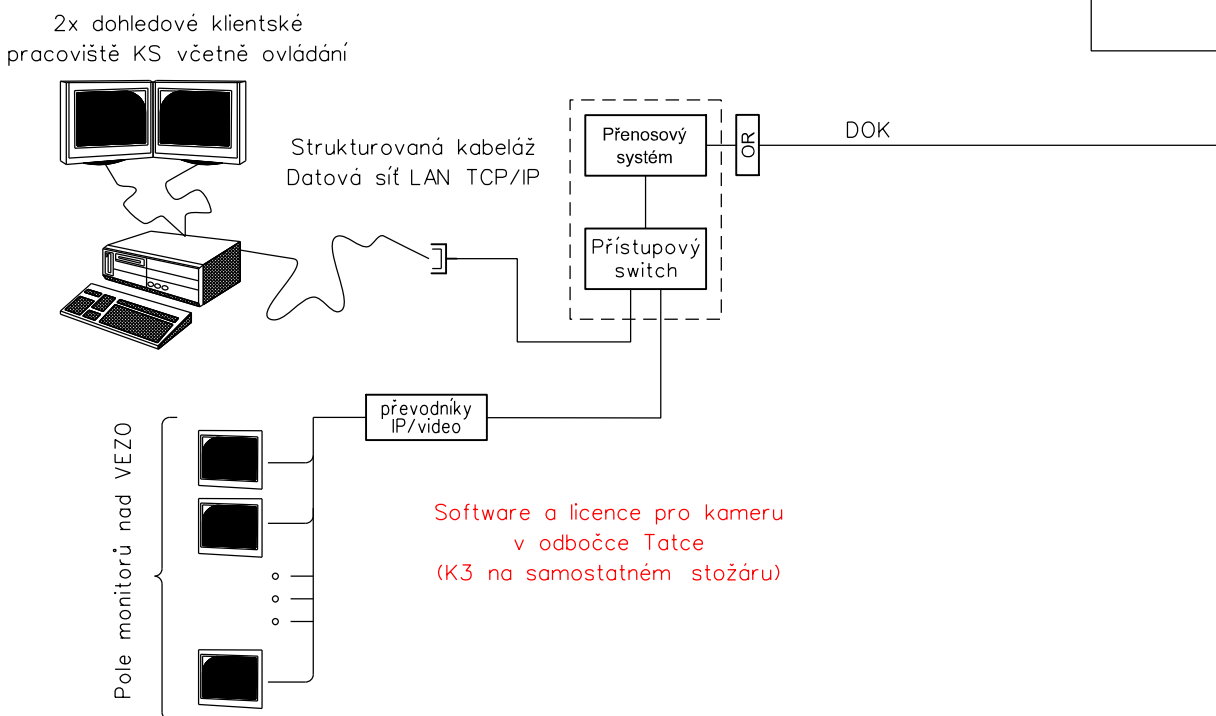 2x dohledové klientské
pracoviště KS včetně ovládání
Strukturovaná kabeláž
Datová síť LAN TCP/IP
Přenosový
systém
OR
DOK
Přístupový
switch
převodníky
IP/video
Pole monitorů nad VEZO
Software a licence pro kameru
v odbočce Tatce
(K3 na samostatném stožáru)